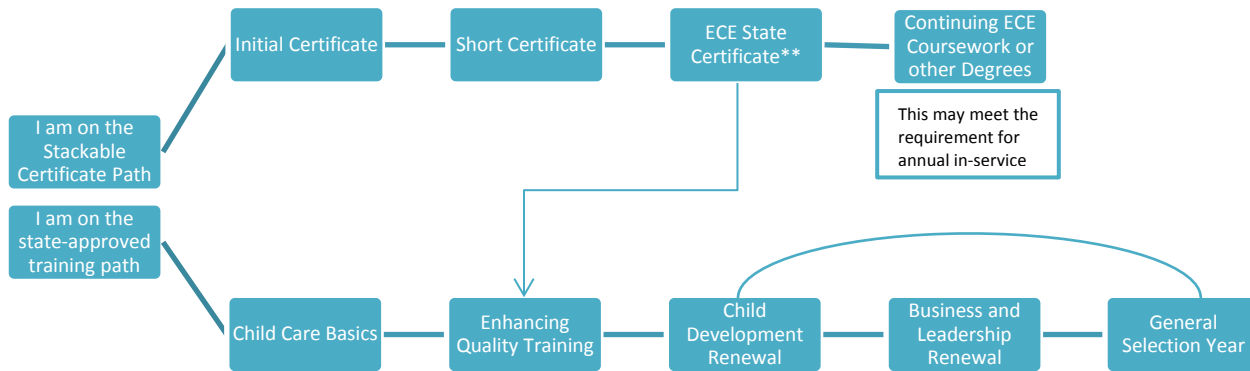 Initial Certificate
Short Certificate
ECE State
Certificate**
Continuing ECE
Coursework or
other Degrees
This may meet the
requirement for
annual in-service
I am on the
Stackable
Certificate Path
I am on the
state-approved
training path
Child Care Basics
Enhancing
Quality Training
Child
Development
Renewal
Business and
Leadership
Renewal
General
Selection Year